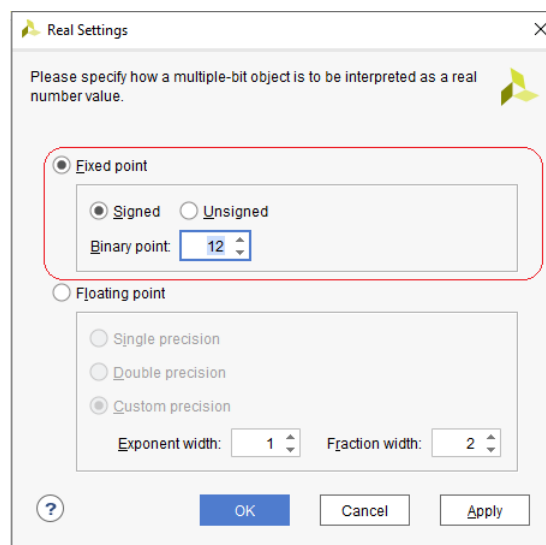 Real Settings
Please specify how a multiple-bit object is to be interpreted as a real
number value.
Fixed point
Signed Unsigned
Binary point: 12
Floating point
Single precision
Double precision
Custom precision
Exponent width: 1 Fraction width: 2
? OK Cancel Apply